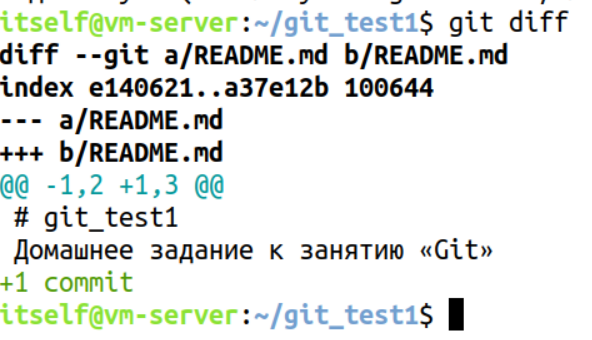 itself@vm-server:~/git_test1$ git diff
diff --git a/README.md b/README.md
index e140621..a37e12b 100644
--- a/README.md
+++ b/README.md
@@ -1,2 +1,3 @@
 # git_test1
 Домашнее задание к занятию «Git»
+1 commit
itself@vm-server:~/git_test1$